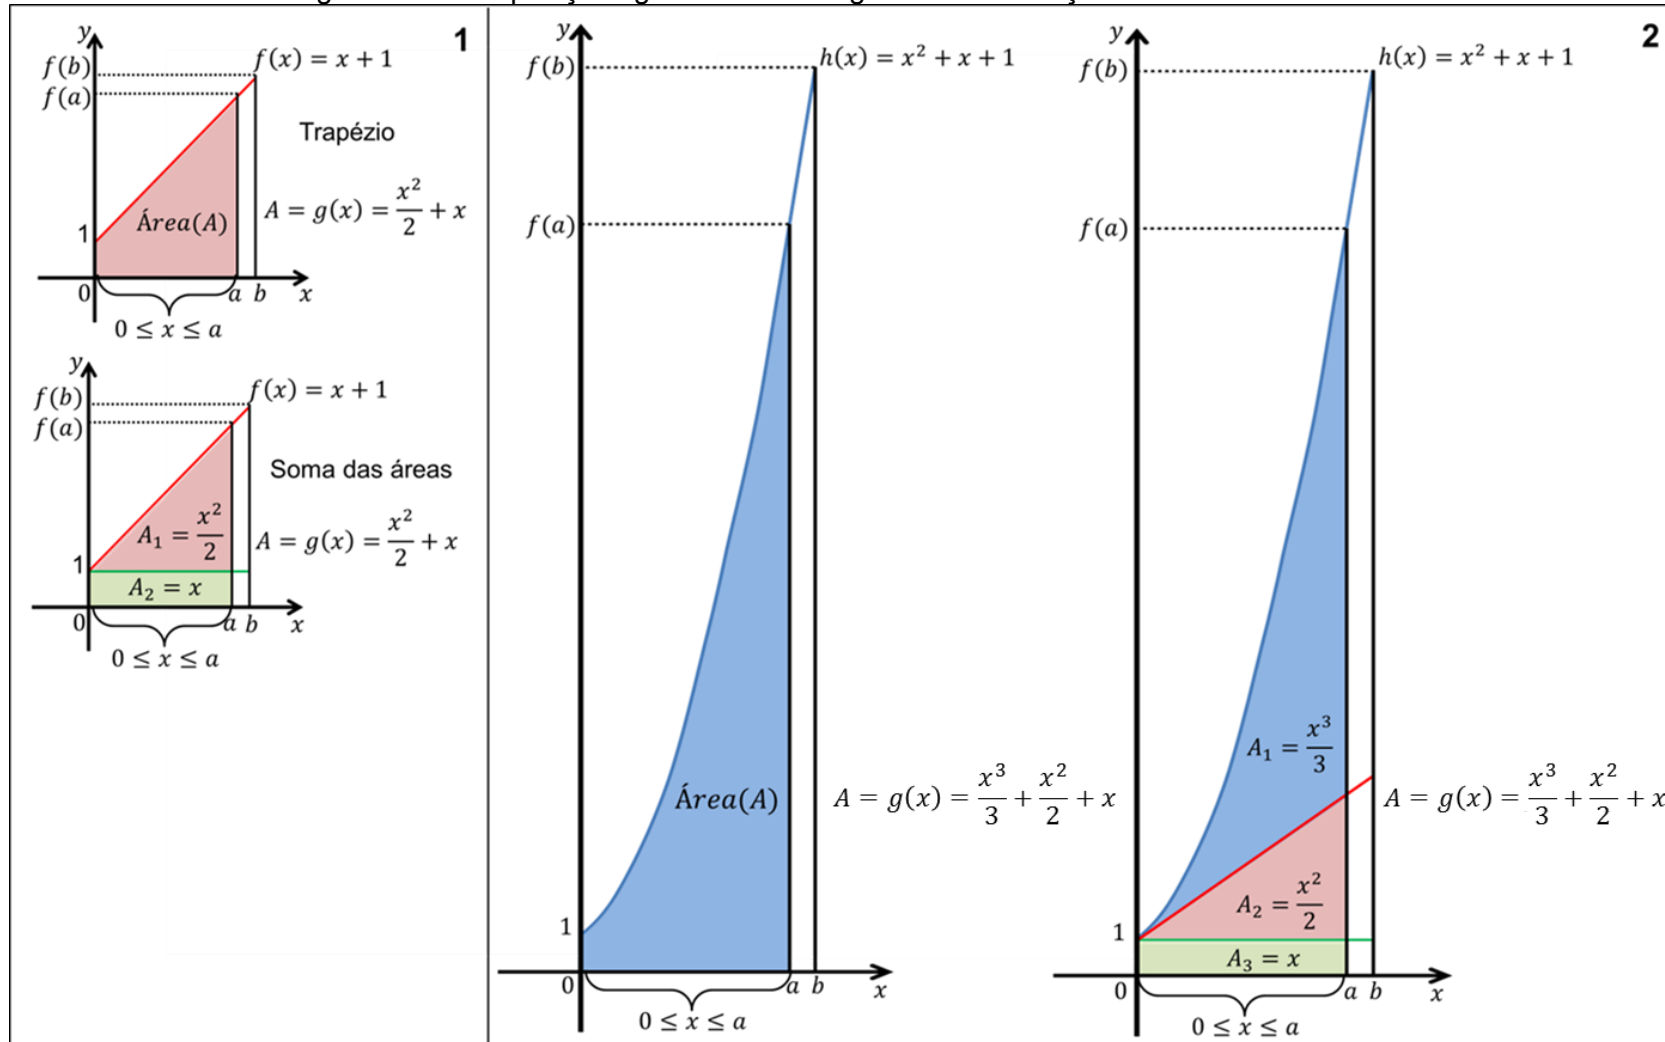 1
y
f(b)
f(a)
f(x) = x + 1
Trapézio
Área(A)
A = g(x) = x²/2 + x
1
0
a b x
0 ≤ x ≤ a
y
f(b)
f(a)
f(x) = x + 1
Soma das áreas
A₁ = x²/2
A = g(x) = x²/2 + x
1
A₂ = x
0
a b x
0 ≤ x ≤ a
y
f(b)
h(x) = x² + x + 1
f(a)
Área(A)
A = g(x) = x³/3 + x²/2 + x
1
0
a b x
0 ≤ x ≤ a
2
y
f(b)
h(x) = x² + x + 1
f(a)
A₁ = x³/3
A = g(x) = x³/3 + x²/2 + x
A₂ = x²/2
1
A₃ = x
0
a b x
0 ≤ x ≤ a